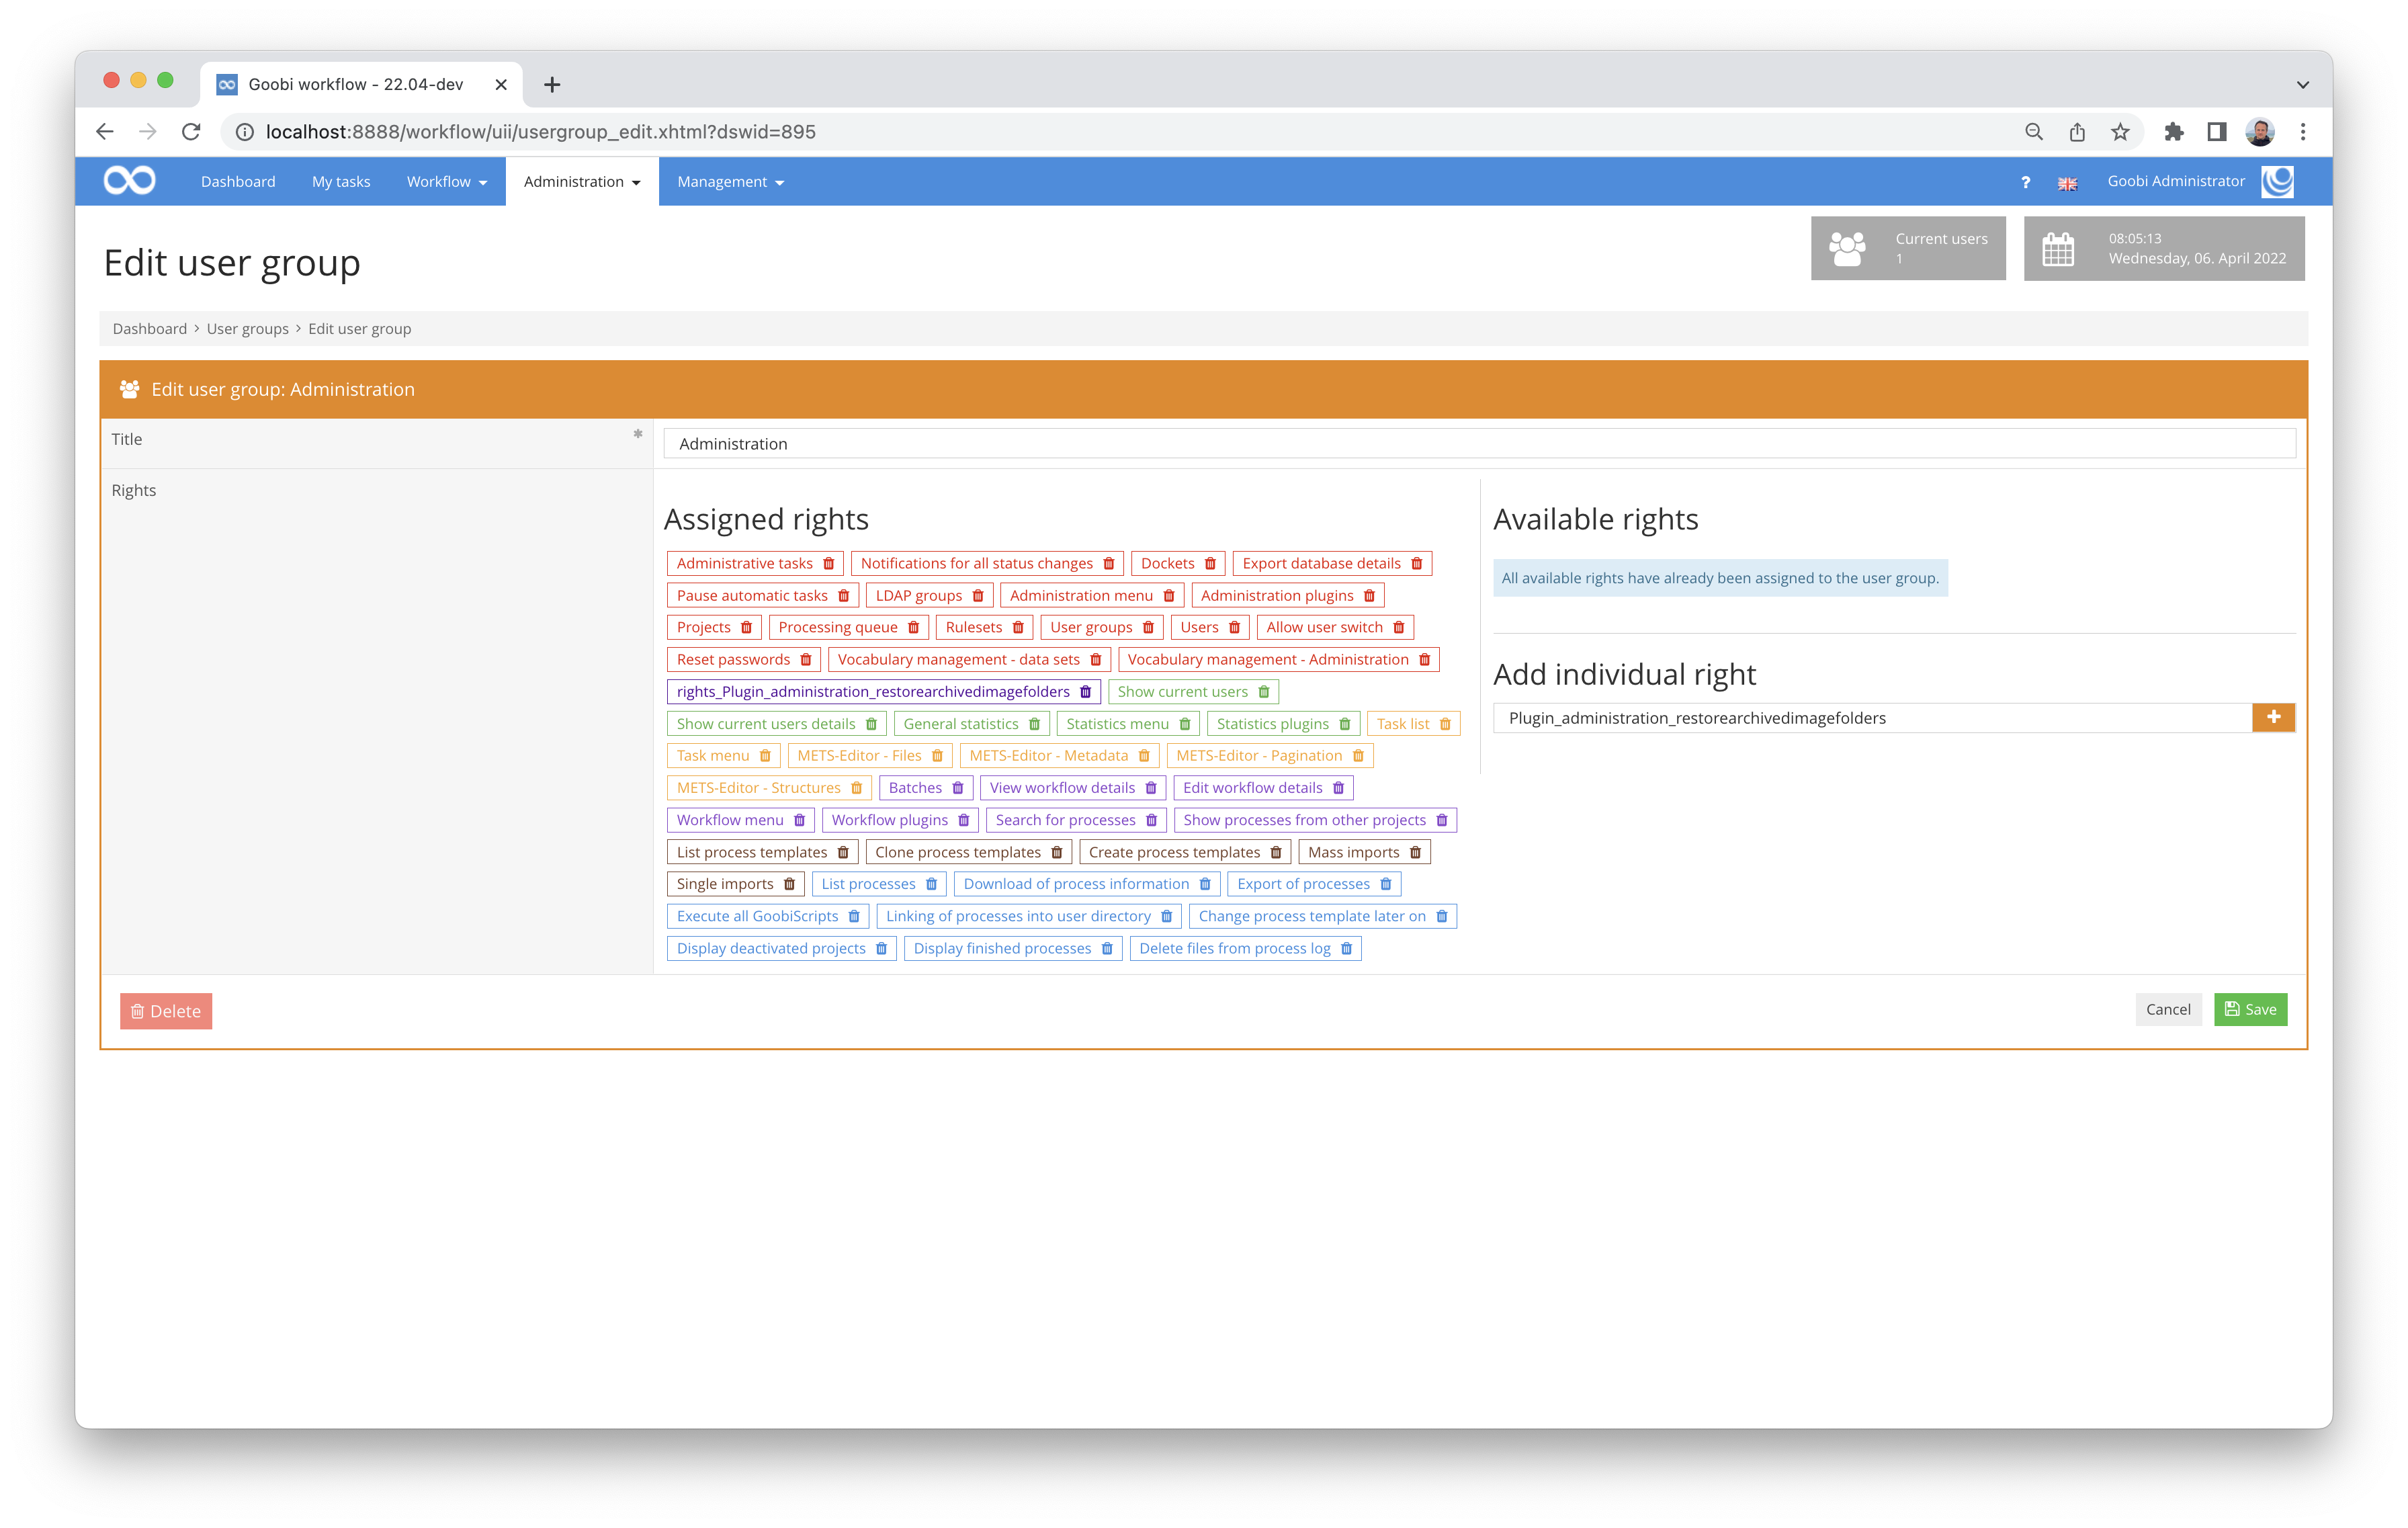 Goobi workflow - 22.04-dev
localhost:8888/workflow/uii/usergroup_edit.xhtml?dswid=895
Dashboard My tasks Workflow Administration Management ? Goobi Administrator
Edit user group
Current users
1
08:05:13
Wednesday, 06. April 2022
Dashboard > User groups > Edit user group
Edit user group: Administration
Title *
Administration
Rights
Assigned rights
Administrative tasks Notifications for all status changes Dockets Export database details
Pause automatic tasks LDAP groups Administration menu Administration plugins
Projects Processing queue Rulesets User groups Users Allow user switch
Reset passwords Vocabulary management - data sets Vocabulary management - Administration
rights_Plugin_administration_restorearchivedimagefolders Show current users
Show current users details General statistics Statistics menu Statistics plugins Task list
Task menu METS-Editor - Files METS-Editor - Metadata METS-Editor - Pagination
METS-Editor - Structures Batches View workflow details Edit workflow details
Workflow menu Workflow plugins Search for processes Show processes from other projects
List process templates Clone process templates Create process templates Mass imports
Single imports List processes Download of process information Export of processes
Execute all GoobiScripts Linking of processes into user directory Change process template later on
Display deactivated projects Display finished processes Delete files from process log
Available rights
All available rights have already been assigned to the user group.
Add individual right
Plugin_administration_restorearchivedimagefolders
Delete
Cancel Save